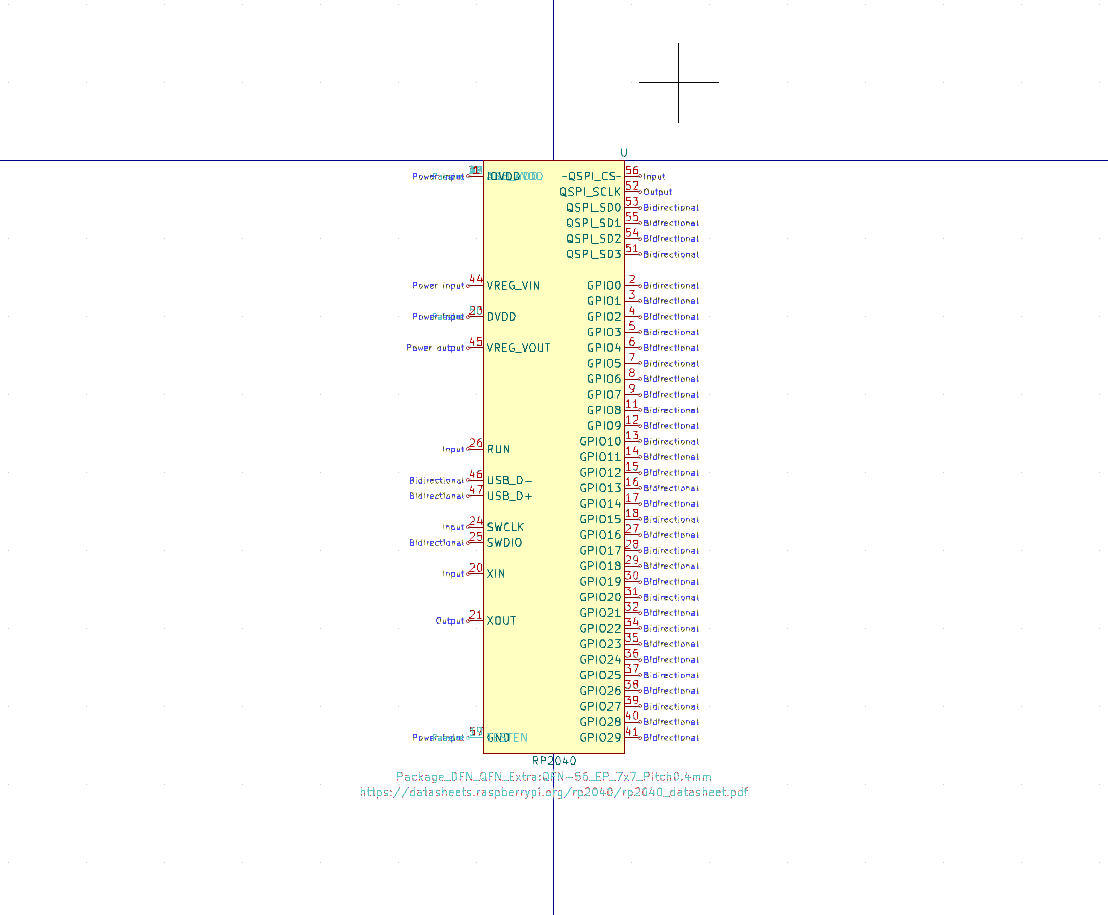 U
Power input IOVDD -QSPI_CS- 56 Input
QSPI_SCLK 52 Output
QSPI_SD0 53 Bidirectional
QSPI_SD1 55 Bidirectional
QSPI_SD2 54 Bidirectional
QSPI_SD3 51 Bidirectional
Power input 44 VREG_VIN GPIO0 2 Bidirectional
GPIO1 3 Bidirectional
DVDD GPIO2 4 Bidirectional
GPIO3 5 Bidirectional
Power output 45 VREG_VOUT GPIO4 6 Bidirectional
GPIO5 7 Bidirectional
GPIO6 8 Bidirectional
GPIO7 9 Bidirectional
GPIO8 11 Bidirectional
GPIO9 12 Bidirectional
GPIO10 13 Bidirectional
Input 26 RUN GPIO11 14 Bidirectional
GPIO12 15 Bidirectional
Bidirectional 46 USB_D- GPIO13 16 Bidirectional
Bidirectional 47 USB_D+ GPIO14 17 Bidirectional
GPIO15 18 Bidirectional
Input 24 SWCLK GPIO16 27 Bidirectional
Bidirectional 25 SWDIO GPIO17 28 Bidirectional
GPIO18 29 Bidirectional
Input 20 XIN GPIO19 30 Bidirectional
GPIO20 31 Bidirectional
GPIO21 32 Bidirectional
Output 21 XOUT GPIO22 34 Bidirectional
GPIO23 35 Bidirectional
GPIO24 36 Bidirectional
GPIO25 37 Bidirectional
GPIO26 38 Bidirectional
GPIO27 39 Bidirectional
GPIO28 40 Bidirectional
Power input 57 GND GPIO29 41 Bidirectional
RP2040
Package_DFN_QFN_Extra:QFN-56_EP_7x7_Pitch0.4mm
https://datasheets.raspberrypi.org/rp2040/rp2040_datasheet.pdf